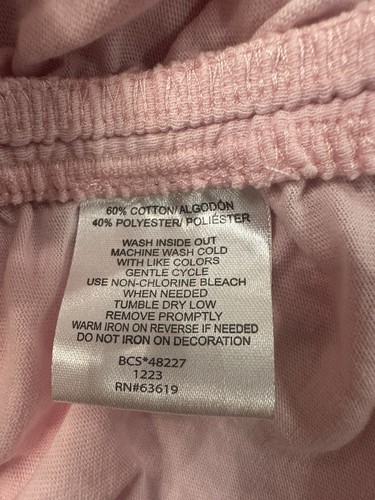 60% COTTON/ALGODÓN
40% POLYESTER/ POLIÉSTER
WASH INSIDE OUT
MACHINE WASH COLD
WITH LIKE COLORS
GENTLE CYCLE
USE NON-CHLORINE BLEACH
WHEN NEEDED
TUMBLE DRY LOW
REMOVE PROMPTLY
WARM IRON ON REVERSE IF NEEDED
DO NOT IRON ON DECORATION
BCS*48227
1223
RN#63619